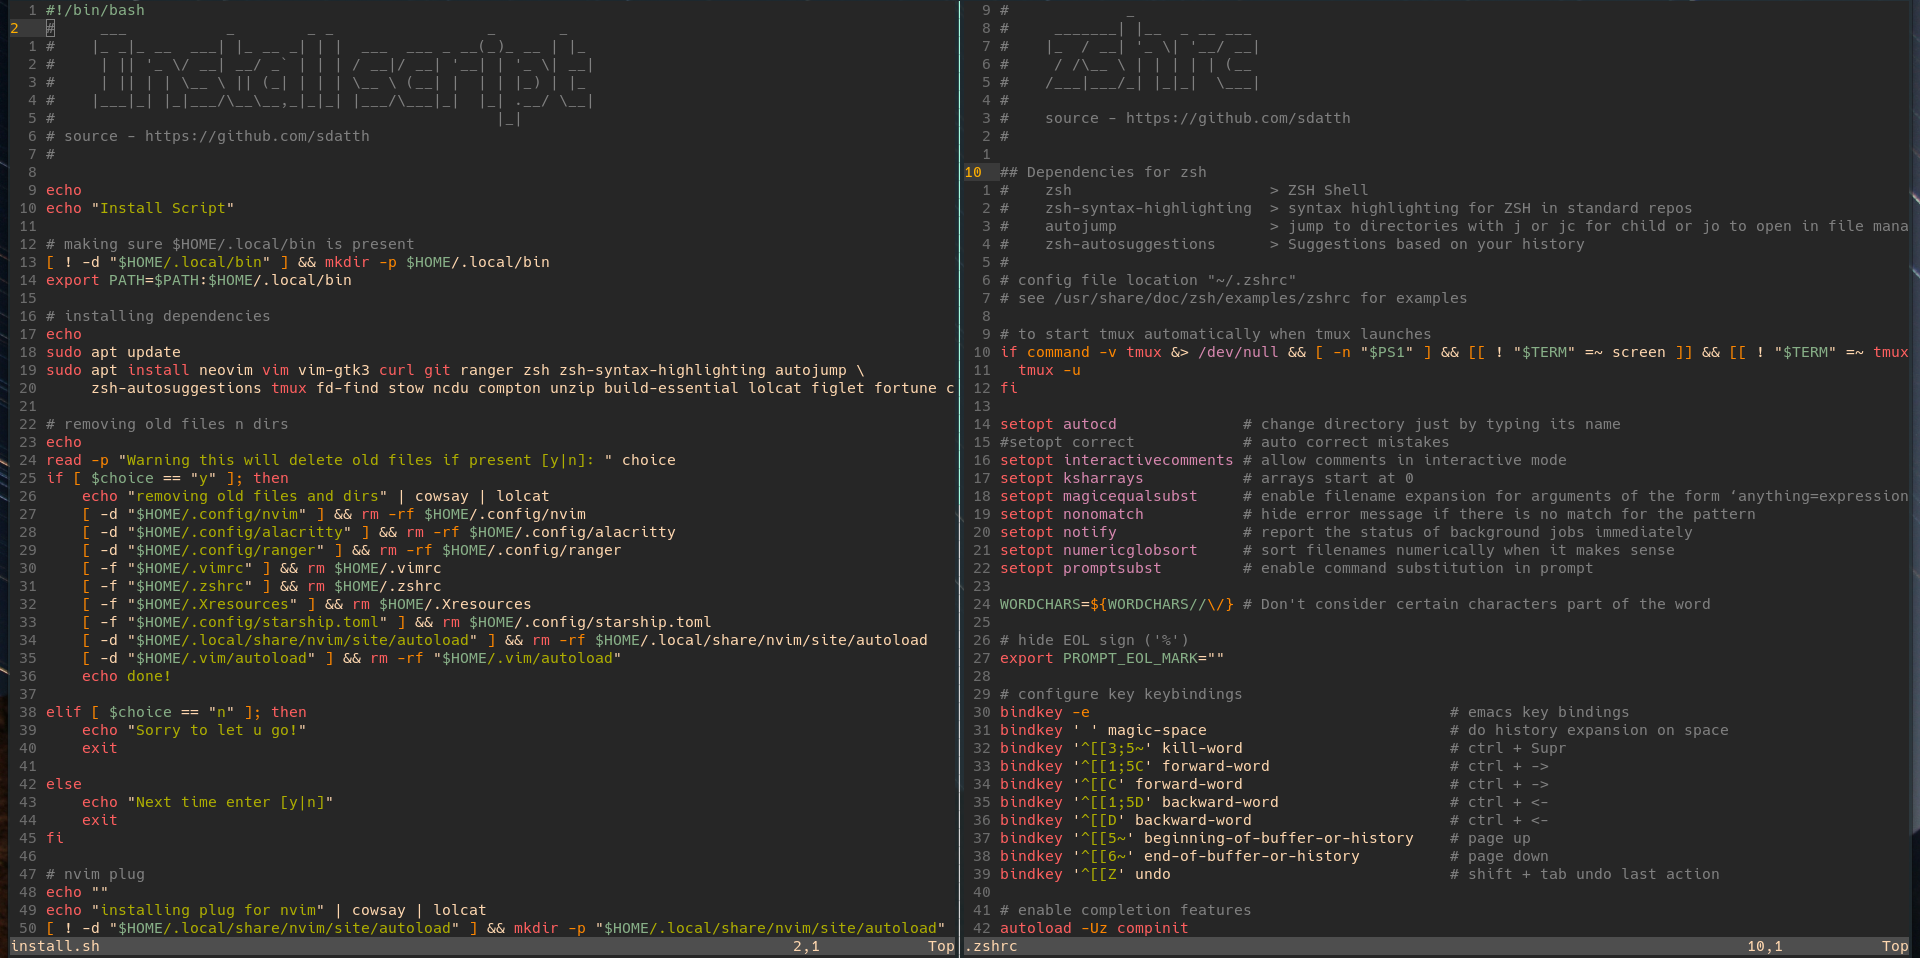 1 #!/bin/bash
2 #     ___           _        _ _                 _       _
1 #    |_ _|_ __  ___| |_ __ _| | |  ___  ___ _ __(_)_ __ | |_
2 #     | || '_ \/ __| __/ _` | | | / __|/ __| '__| | '_ \| __|
3 #     | || | | \__ \ || (_| | | | \__ \ (__| |  | | |_) | |_
4 #    |___|_| |_|___/\__\__,_|_|_| |___/\___|_|  |_| .__/ \__|
5 #                                                 |_|
6 # source - https://github.com/sdatth
7 #
8
9 echo
10 echo "Install Script"
11
12 # making sure $HOME/.local/bin is present
13 [ ! -d "$HOME/.local/bin" ] && mkdir -p $HOME/.local/bin
14 export PATH=$PATH:$HOME/.local/bin
15
16 # installing dependencies
17 echo
18 sudo apt update
19 sudo apt install neovim vim vim-gtk3 curl git ranger zsh zsh-syntax-highlighting autojump \
20      zsh-autosuggestions tmux fd-find stow ncdu compton unzip build-essential lolcat figlet fortune c
21
22 # removing old files n dirs
23 echo
24 read -p "Warning this will delete old files if present [y|n]: " choice
25 if [ $choice == "y" ]; then
26     echo "removing old files and dirs" | cowsay | lolcat
27     [ -d "$HOME/.config/nvim" ] && rm -rf $HOME/.config/nvim
28     [ -d "$HOME/.config/alacritty" ] && rm -rf $HOME/.config/alacritty
29     [ -d "$HOME/.config/ranger" ] && rm -rf $HOME/.config/ranger
30     [ -f "$HOME/.vimrc" ] && rm $HOME/.vimrc
31     [ -f "$HOME/.zshrc" ] && rm $HOME/.zshrc
32     [ -f "$HOME/.Xresources" ] && rm $HOME/.Xresources
33     [ -f "$HOME/.config/starship.toml" ] && rm $HOME/.config/starship.toml
34     [ -d "$HOME/.local/share/nvim/site/autoload" ] && rm -rf $HOME/.local/share/nvim/site/autoload
35     [ -d "$HOME/.vim/autoload" ] && rm -rf "$HOME/.vim/autoload"
36     echo done!
37
38 elif [ $choice == "n" ]; then
39     echo "Sorry to let u go!"
40     exit
41
42 else
43     echo "Next time enter [y|n]"
44     exit
45 fi
46
47 # nvim plug
48 echo ""
49 echo "installing plug for nvim" | cowsay | lolcat
50 [ ! -d "$HOME/.local/share/nvim/site/autoload" ] && mkdir -p "$HOME/.local/share/nvim/site/autoload"
install.sh 2,1 Top
9 #             _
8 #     _______| |__  _ __ ___
7 #    |_  / __| '_ \| '__/ __|
6 #     / /\__ \ | | | | | (__
5 #    /___|___/_| |_|_|  \___|
4 #
3 #    source - https://github.com/sdatth
2 #
1
10 ## Dependencies for zsh
1 #    zsh                      > ZSH Shell
2 #    zsh-syntax-highlighting  > syntax highlighting for ZSH in standard repos
3 #    autojump                 > jump to directories with j or jc for child or jo to open in file mana
4 #    zsh-autosuggestions      > Suggestions based on your history
5 #
6 # config file location "~/.zshrc"
7 # see /usr/share/doc/zsh/examples/zshrc for examples
8
9 # to start tmux automatically when tmux launches
10 if command -v tmux &> /dev/null && [ -n "$PS1" ] && [[ ! "$TERM" =~ screen ]] && [[ ! "$TERM" =~ tmux
11   tmux -u
12 fi
13
14 setopt autocd              # change directory just by typing its name
15 #setopt correct            # auto correct mistakes
16 setopt interactivecomments # allow comments in interactive mode
17 setopt ksharrays           # arrays start at 0
18 setopt magicequalsubst     # enable filename expansion for arguments of the form ‘anything=expression
19 setopt nonomatch           # hide error message if there is no match for the pattern
20 setopt notify              # report the status of background jobs immediately
21 setopt numericglobsort     # sort filenames numerically when it makes sense
22 setopt promptsubst         # enable command substitution in prompt
23
24 WORDCHARS=${WORDCHARS//\/} # Don't consider certain characters part of the word
25
26 # hide EOL sign ('%')
27 export PROMPT_EOL_MARK=""
28
29 # configure key keybindings
30 bindkey -e                                        # emacs key bindings
31 bindkey ' ' magic-space                           # do history expansion on space
32 bindkey '^[[3;5~' kill-word                       # ctrl + Supr
33 bindkey '^[[1;5C' forward-word                    # ctrl + ->
34 bindkey '^[[C' forward-word                       # ctrl + ->
35 bindkey '^[[1;5D' backward-word                   # ctrl + <-
36 bindkey '^[[D' backward-word                      # ctrl + <-
37 bindkey '^[[5~' beginning-of-buffer-or-history    # page up
38 bindkey '^[[6~' end-of-buffer-or-history          # page down
39 bindkey '^[[Z' undo                               # shift + tab undo last action
40
41 # enable completion features
42 autoload -Uz compinit
.zshrc 10,1 Top